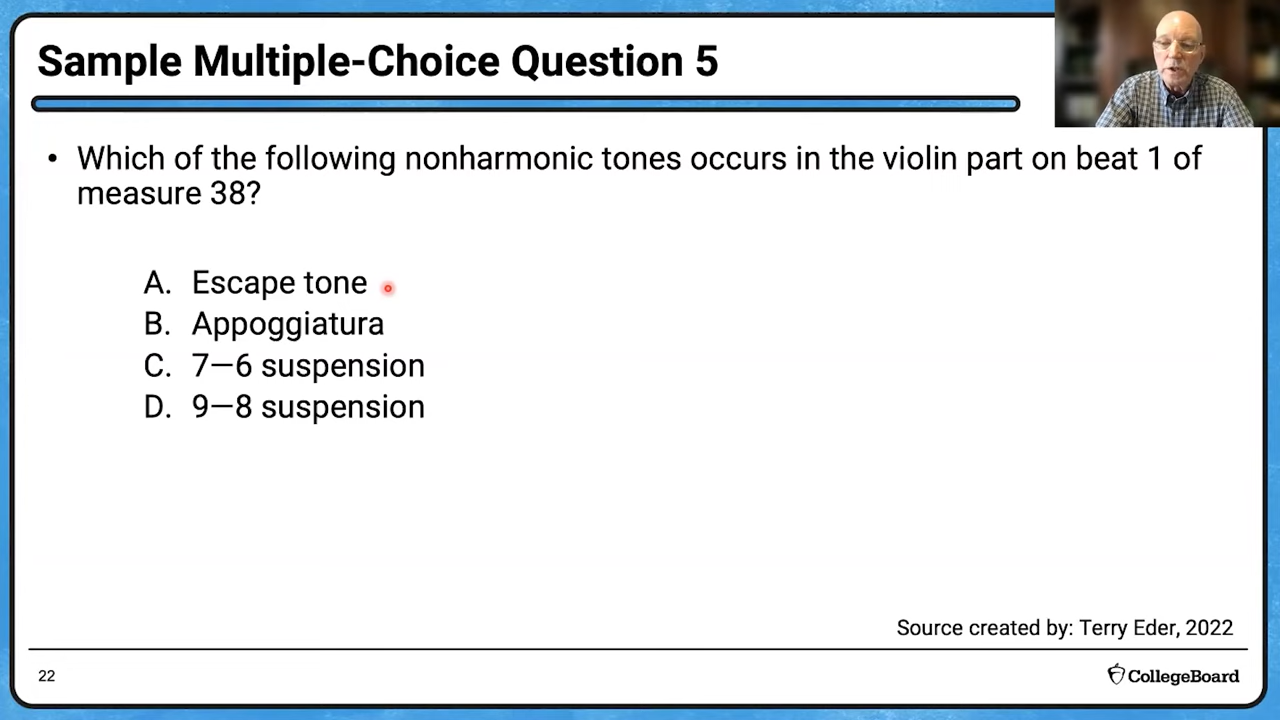 Sample Multiple-Choice Question 5
• Which of the following nonharmonic tones occurs in the violin part on beat 1 of
measure 38?
A. Escape tone
B. Appoggiatura
C. 7—6 suspension
D. 9—8 suspension
Source created by: Terry Eder, 2022
22
CollegeBoard